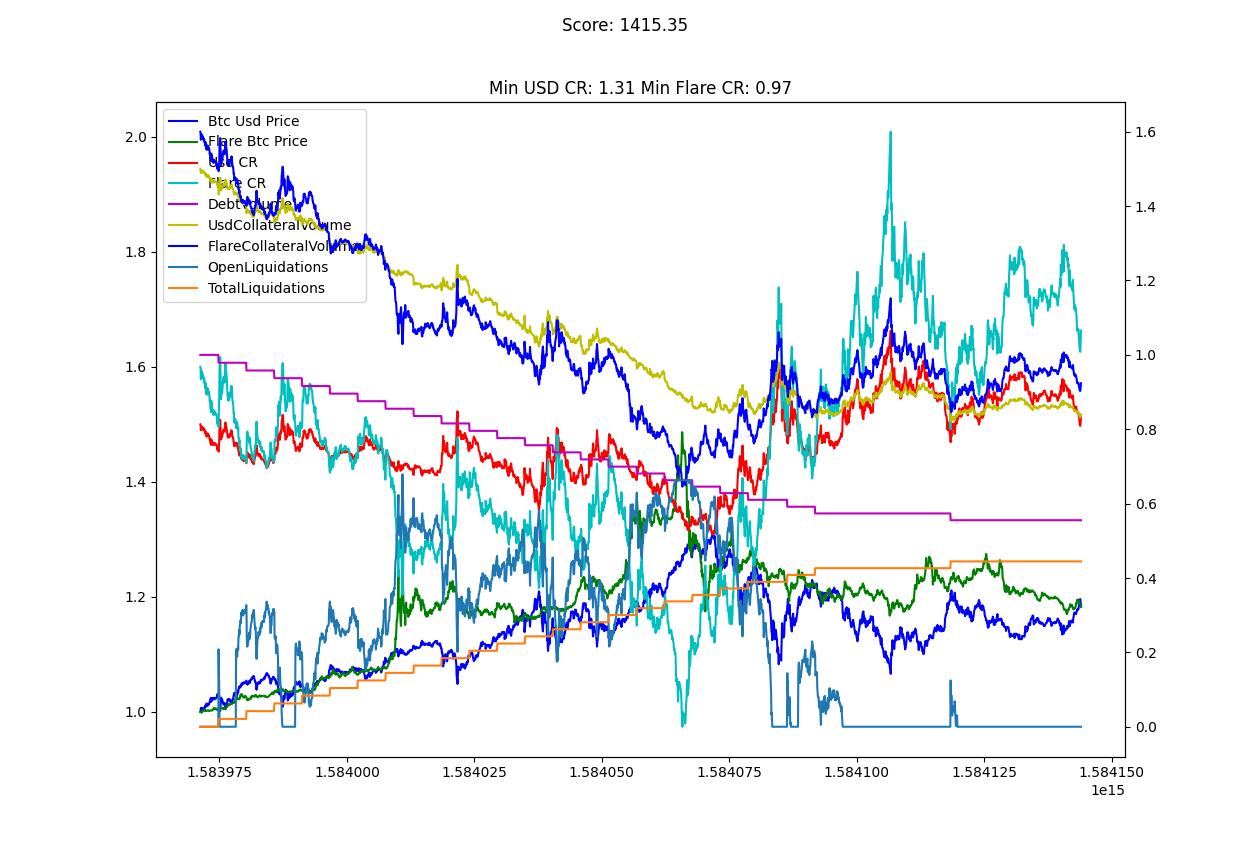 Score: 1415.35
Min USD CR: 1.31 Min Flare CR: 0.97
Btc Usd Price
Flare Btc Price
Usd CR
Flare CR
DebtVolume
UsdCollateralVolume
FlareCollateralVolume
OpenLiquidations
TotalLiquidations
2.0
1.8
1.6
1.4
1.2
1.0
1.6
1.4
1.2
1.0
0.8
0.6
0.4
0.2
0.0
1.583975
1.584000
1.584025
1.584050
1.584075
1.584100
1.584125
1.584150
1e15